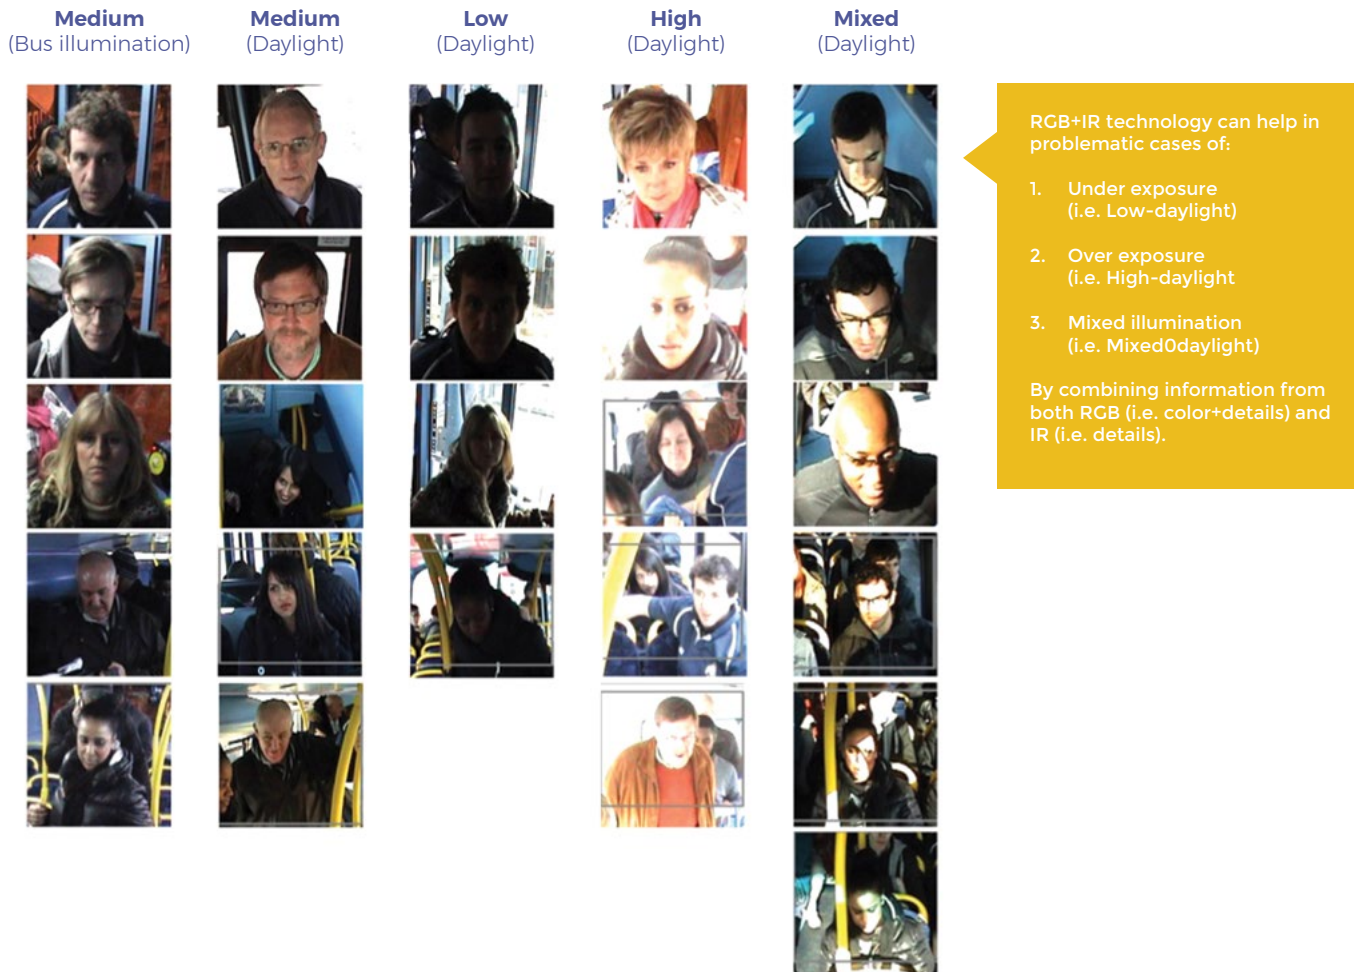 Medium
(Bus illumination)
Medium
(Daylight)
Low
(Daylight)
High
(Daylight)
Mixed
(Daylight)
RGB+IR technology can help in
problematic cases of:
1. Under exposure
(i.e. Low-daylight)
2. Over exposure
(i.e. High-daylight
3. Mixed illumination
(i.e. Mixed0daylight)
By combining information from
both RGB (i.e. color+details) and
IR (i.e. details).